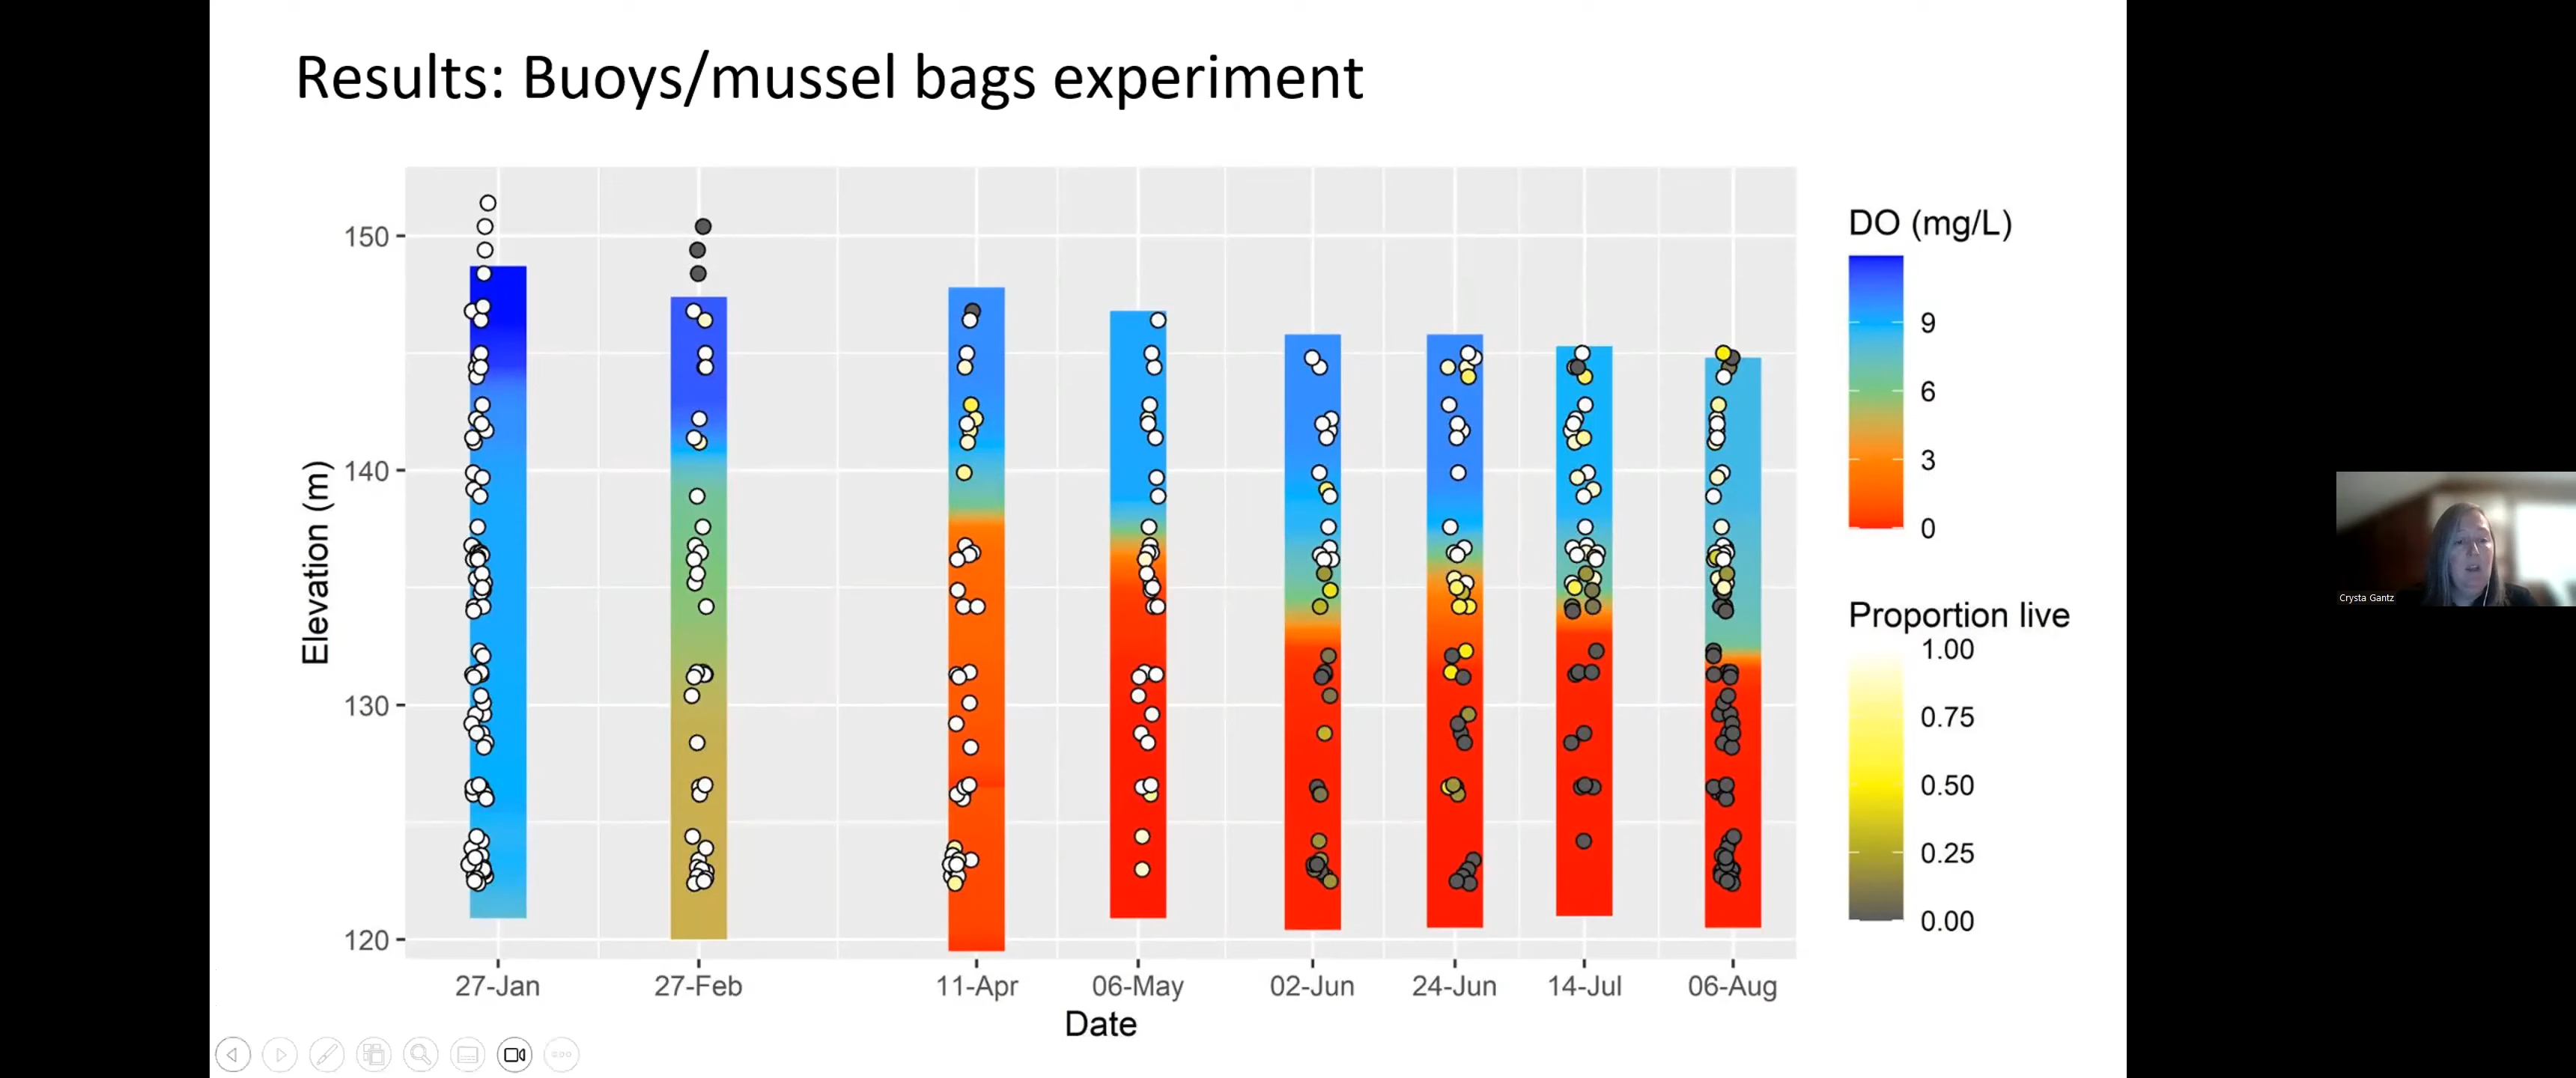 Results: Buoys/mussel bags experiment
DO (mg/L)
9
6
3
0
Proportion live
1.00
0.75
0.50
0.25
0.00
Elevation (m)
150
140
130
120
27-Jan 27-Feb 11-Apr 06-May 02-Jun 24-Jun 14-Jul 06-Aug
Date
Crysta Gantz